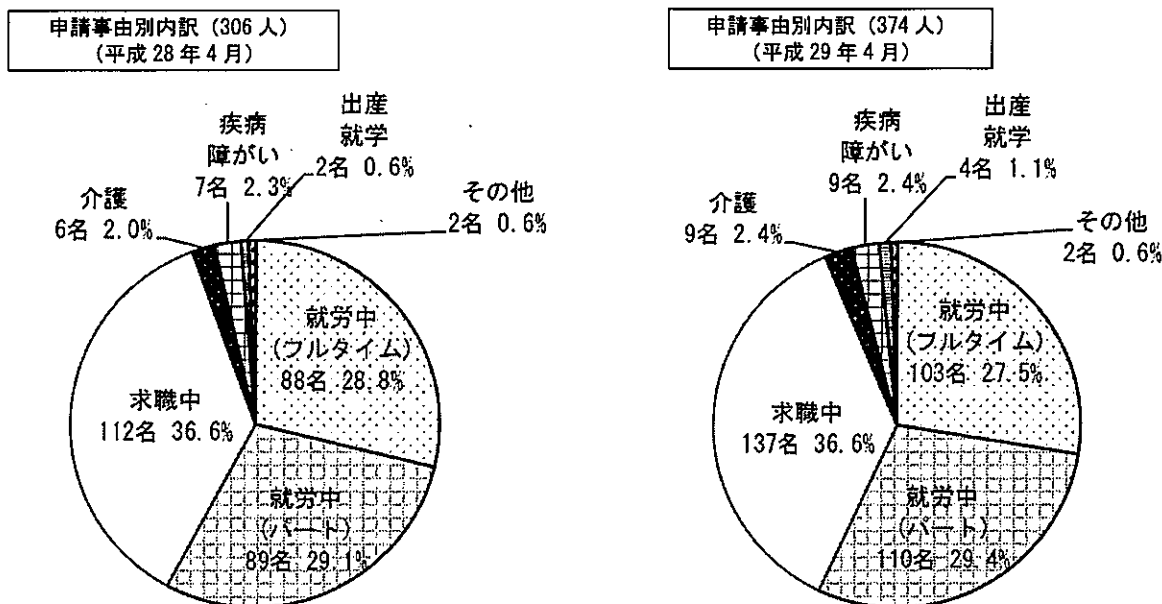 申請事由別内訳（306人）
（平成28年4月）
出産
就学
2名 0.6%
疾病
障がい
7名 2.3%
介護
6名 2.0%
その他
2名 0.6%
就労中
(フルタイム)
88名 28.8%
求職中
112名 36.6%
就労中
(パート)
89名 29.1%
申請事由別内訳（374人）
（平成29年4月）
出産
就学
4名 1.1%
疾病
障がい
9名 2.4%
介護
9名 2.4%
その他
2名 0.6%
就労中
(フルタイム)
103名 27.5%
求職中
137名 36.6%
就労中
(パート)
110名 29.4%